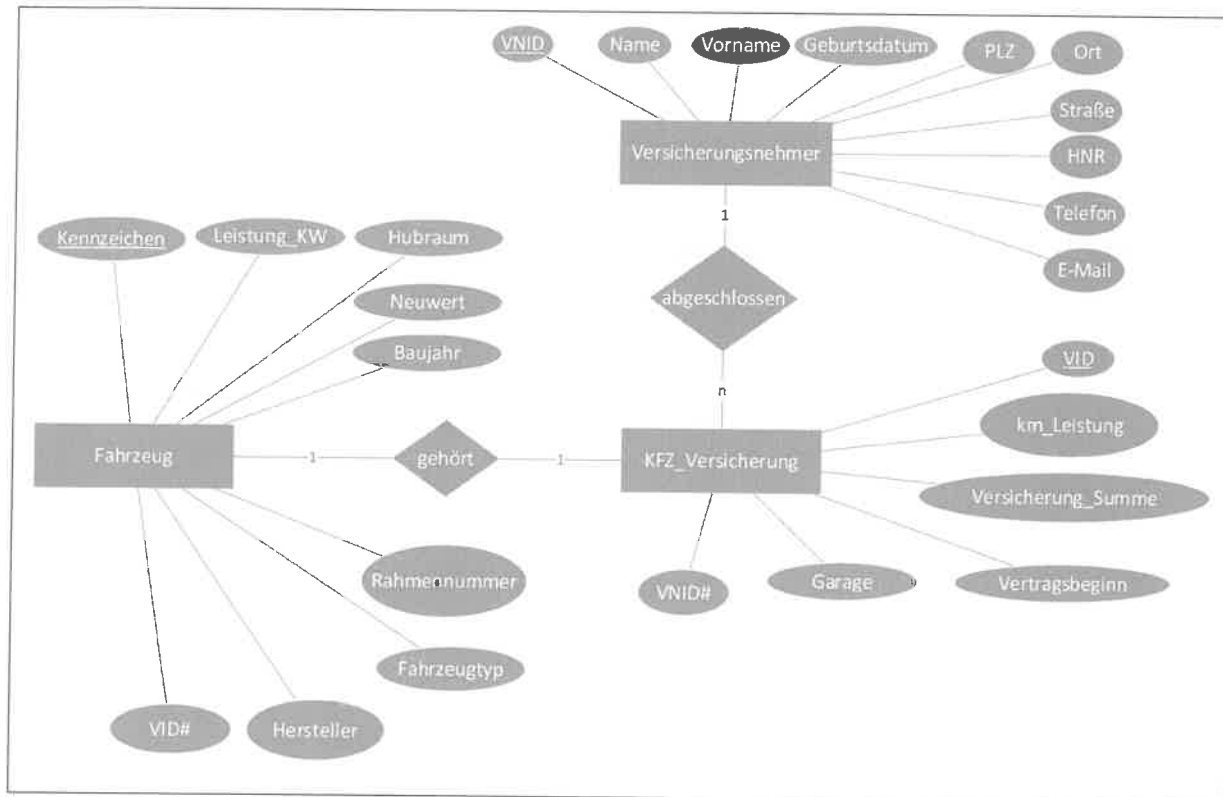 VNID
Name
Vorname
Geburtsdatum
PLZ
Ort
Straße
HNR
Telefon
E-Mail
Versicherungsnehmer
1
abgeschlossen
n
Kennzeichen
Leistung_KW
Hubraum
Neuwert
Baujahr
Fahrzeug
1
gehört
1
KFZ_Versicherung
VID
km_Leistung
Versicherung_Summe
Vertragsbeginn
Garage
VNID#
Rahmennummer
Fahrzeugtyp
Hersteller
VID#